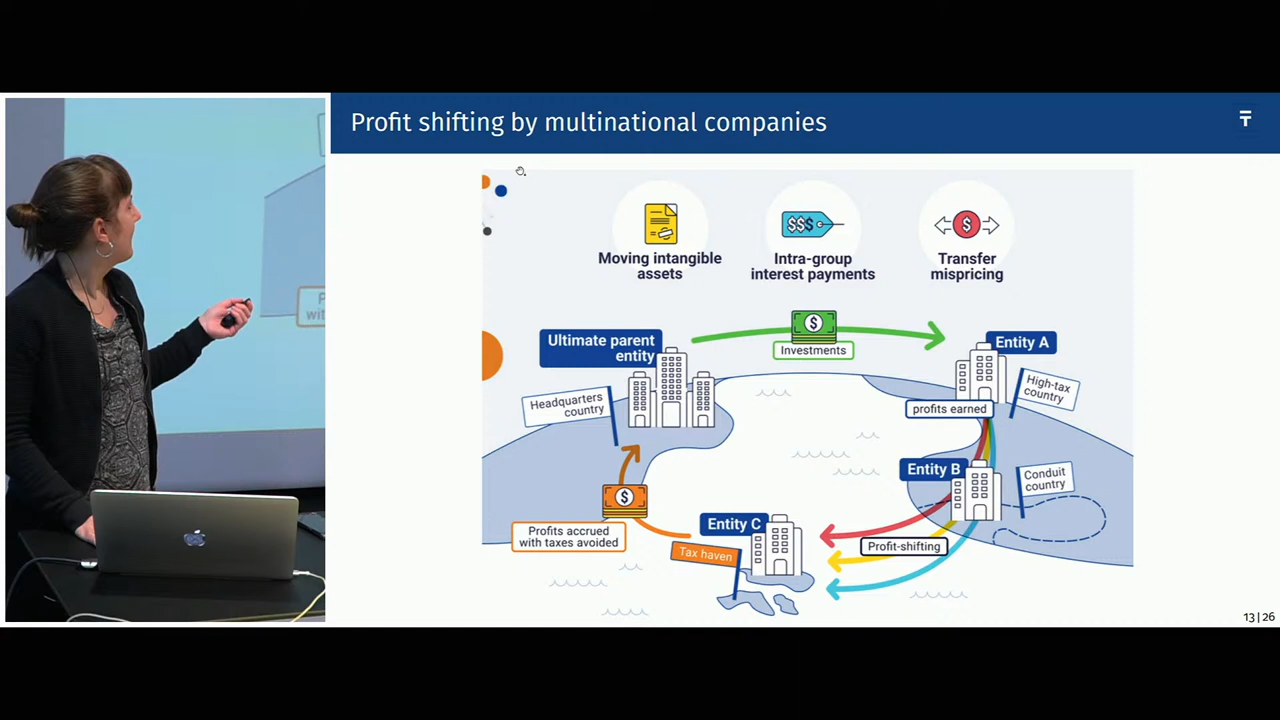 Profit shifting by multinational companies
Moving intangible
assets
Intra-group
interest payments
Transfer
mispricing
$$$
$
$
Investments
Ultimate parent
entity
Headquarters
country
Entity A
High-tax
country
profits earned
Entity B
Conduit
country
Profit-shifting
Entity C
Tax haven
$
Profits accrued
with taxes avoided
13 | 26